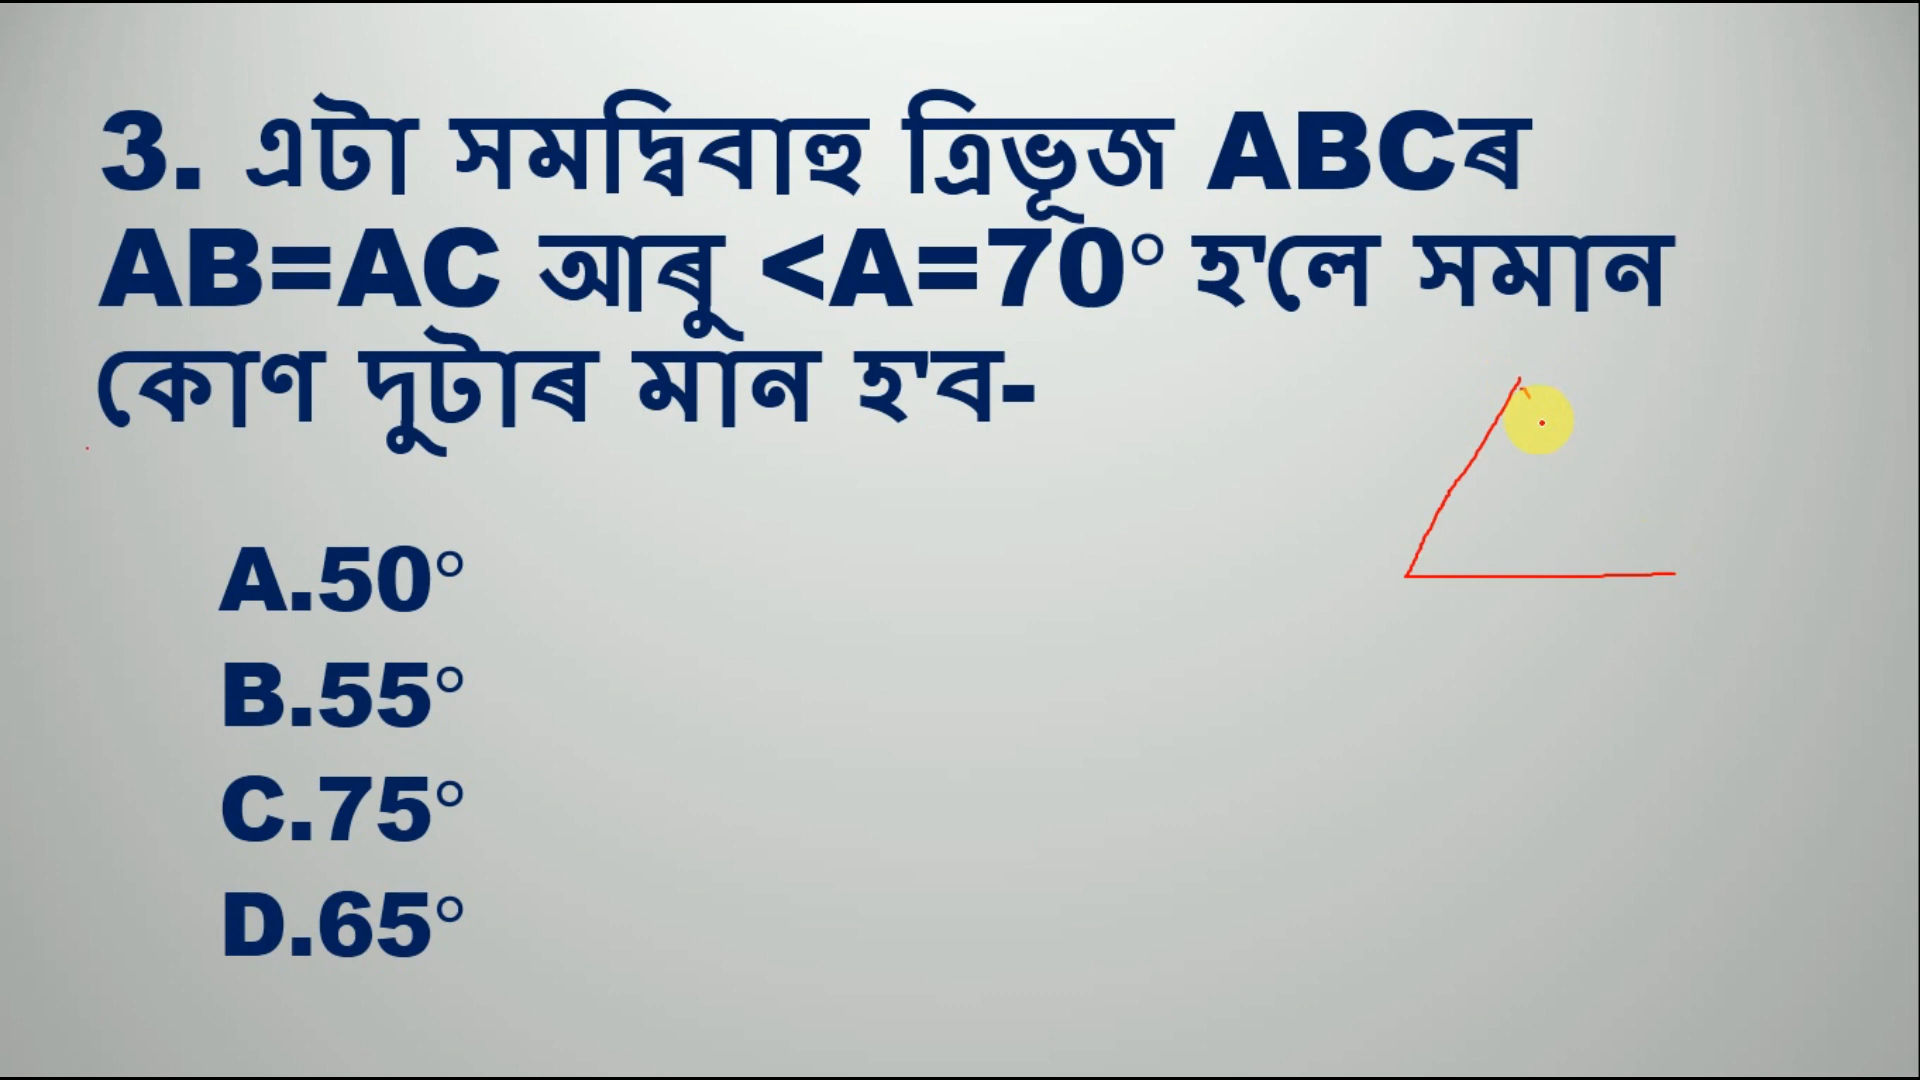 3. এটা সমদ্বিবাহু ত্রিভূজ ABCৰ
AB=AC আৰু <A=70° হ'লে সমান
কোণ দুটাৰ মান হ'ব-
A.50°
B.55°
C.75°
D.65°